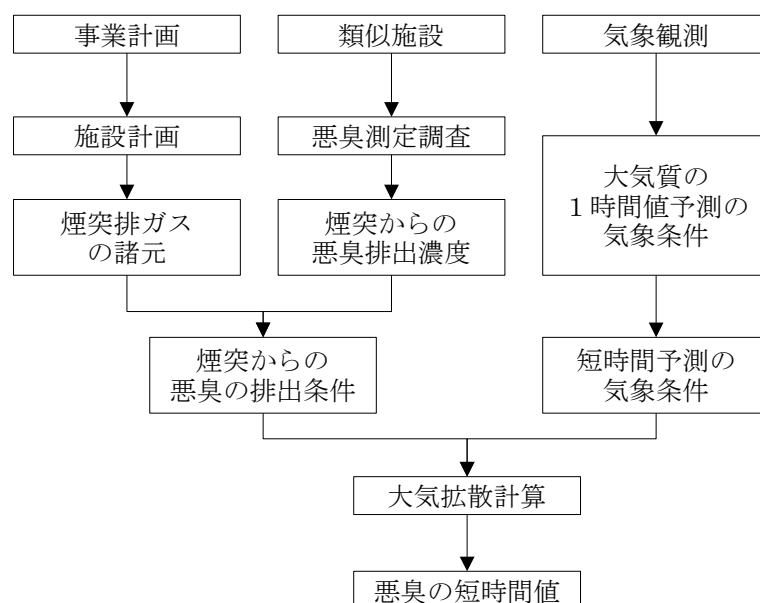 事業計画
類似施設
気象観測
施設計画
悪臭測定調査
大気質の
１時間値予測の
気象条件
煙突排ガス
の諸元
煙突からの
悪臭排出濃度
煙突からの
悪臭の排出条件
短時間予測の
気象条件
大気拡散計算
悪臭の短時間値